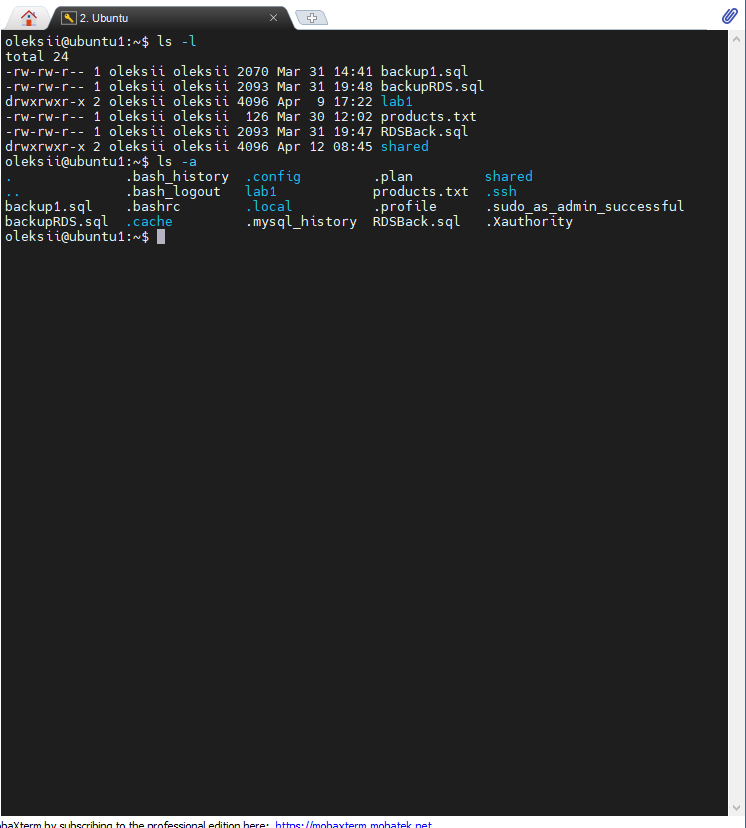 2. Ubuntu
oleksii@ubuntu1:~$ ls -l
total 24
-rw-rw-r-- 1 oleksii oleksii 2070 Mar 31 14:41 backup1.sql
-rw-rw-r-- 1 oleksii oleksii 2093 Mar 31 19:48 backupRDS.sql
drwxrwxr-x 2 oleksii oleksii 4096 Apr  9 17:22 lab1
-rw-rw-r-- 1 oleksii oleksii  126 Mar 30 12:02 products.txt
-rw-rw-r-- 1 oleksii oleksii 2093 Mar 31 19:47 RDSBack.sql
drwxrwxr-x 2 oleksii oleksii 4096 Apr 12 08:45 shared
oleksii@ubuntu1:~$ ls -a
.              .bash_history  .config         .plan         shared
..             .bash_logout   lab1            products.txt  .ssh
backup1.sql    .bashrc        .local          .profile      .sudo_as_admin_successful
backupRDS.sql  .cache         .mysql_history  RDSBack.sql   .Xauthority
oleksii@ubuntu1:~$
by subscribing to the professional edition here: https://mobaxterm.mobatek.net